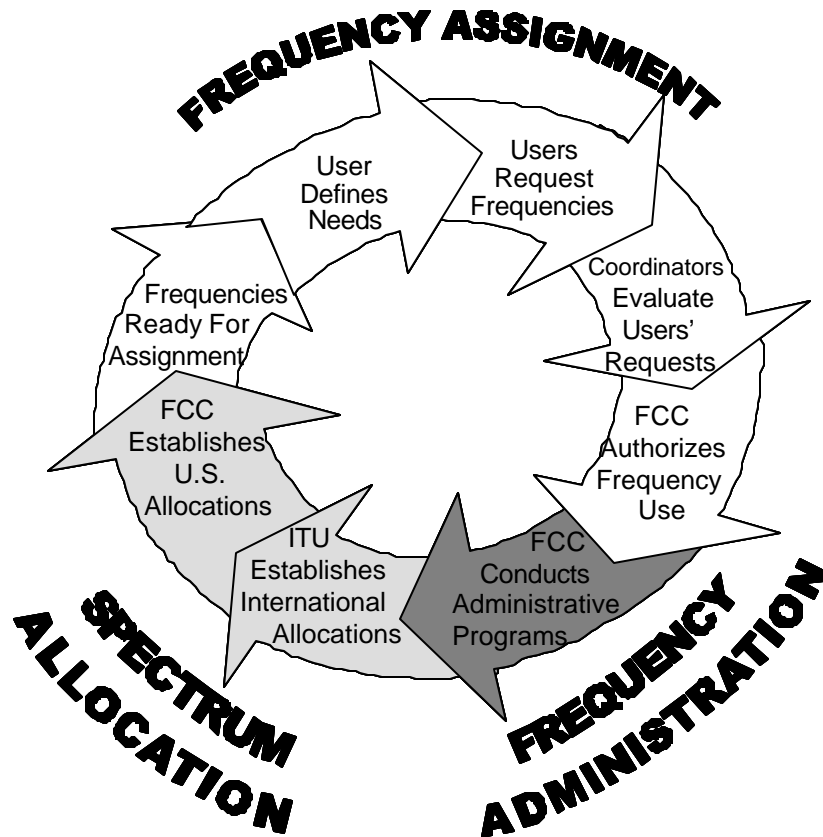 FREQUENCY ASSIGNMENT
User
Defines
Needs
Users
Request
Frequencies
Coordinators
Evaluate
Users’
Requests
FCC
Authorizes
Frequency
Use
FCC
Conducts
Administrative
Programs
ITU
Establishes
International
Allocations
FCC
Establishes
U.S.
Allocations
Frequencies
Ready For
Assignment
SPECTRUM
ALLOCATION
FREQUENCY
ADMINISTRATION